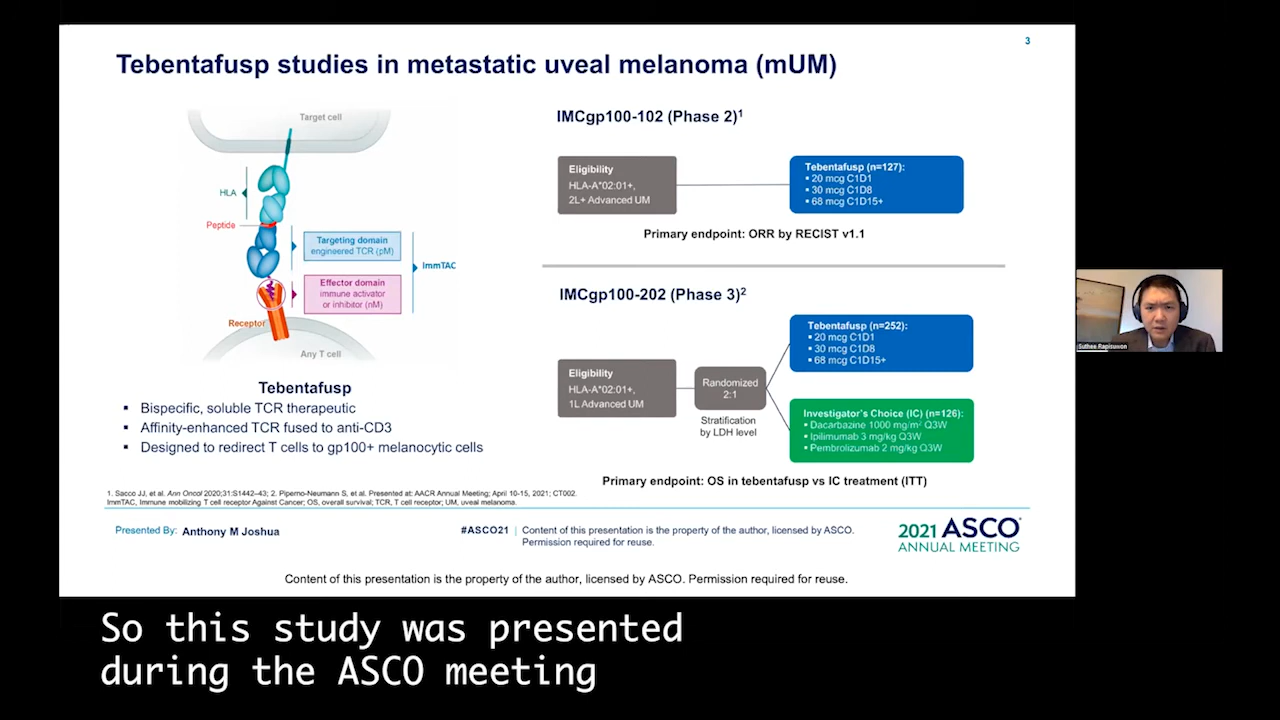 3
Tebentafusp studies in metastatic uveal melanoma (mUM)
Target cell
HLA
Peptide
Targeting domain
engineered TCR (pM)
ImmTAC
Effector domain
immune activator
or inhibitor (nM)
Receptor
Any T cell
Tebentafusp
▪ Bispecific, soluble TCR therapeutic
▪ Affinity-enhanced TCR fused to anti-CD3
▪ Designed to redirect T cells to gp100+ melanocytic cells
IMCgp100-102 (Phase 2)¹
Eligibility
HLA-A*02:01+,
2L+ Advanced UM
Tebentafusp (n=127):
▪ 20 mcg C1D1
▪ 30 mcg C1D8
▪ 68 mcg C1D15+
Primary endpoint: ORR by RECIST v1.1
IMCgp100-202 (Phase 3)²
Eligibility
HLA-A*02:01+,
1L Advanced UM
Randomized
2:1
Stratification
by LDH level
Tebentafusp (n=252):
▪ 20 mcg C1D1
▪ 30 mcg C1D8
▪ 68 mcg C1D15+
Investigator's Choice (IC) (n=126):
▪ Dacarbazine 1000 mg/m² Q3W
▪ Ipilimumab 3 mg/kg Q3W
▪ Pembrolizumab 2 mg/kg Q3W
Primary endpoint: OS in tebentafusp vs IC treatment (ITT)
1. Sacco JJ, et al. Ann Oncol 2020;31:S1442–43; 2. Piperno-Neumann S, et al. Presented at: AACR Annual Meeting; April 10-15, 2021; CT002.
ImmTAC, Immune mobilizing T cell receptor Against Cancer; OS, overall survival; TCR, T cell receptor; UM, uveal melanoma.
Presented By: Anthony M Joshua
#ASCO21 | Content of this presentation is the property of the author, licensed by ASCO.
Permission required for reuse.
2021 ASCO®
ANNUAL MEETING
Content of this presentation is the property of the author, licensed by ASCO. Permission required for reuse.
Suthee Rapisuwon
So this study was presented
during the ASCO meeting